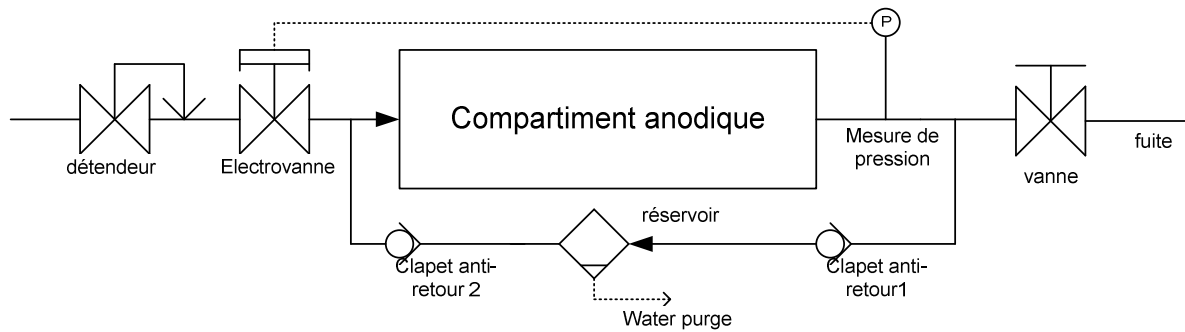 P
Compartiment anodique
détendeur
Electrovanne
Mesure de
pression
fuite
vanne
réservoir
Clapet anti-
retour 2
Clapet anti-
retour1
Water purge